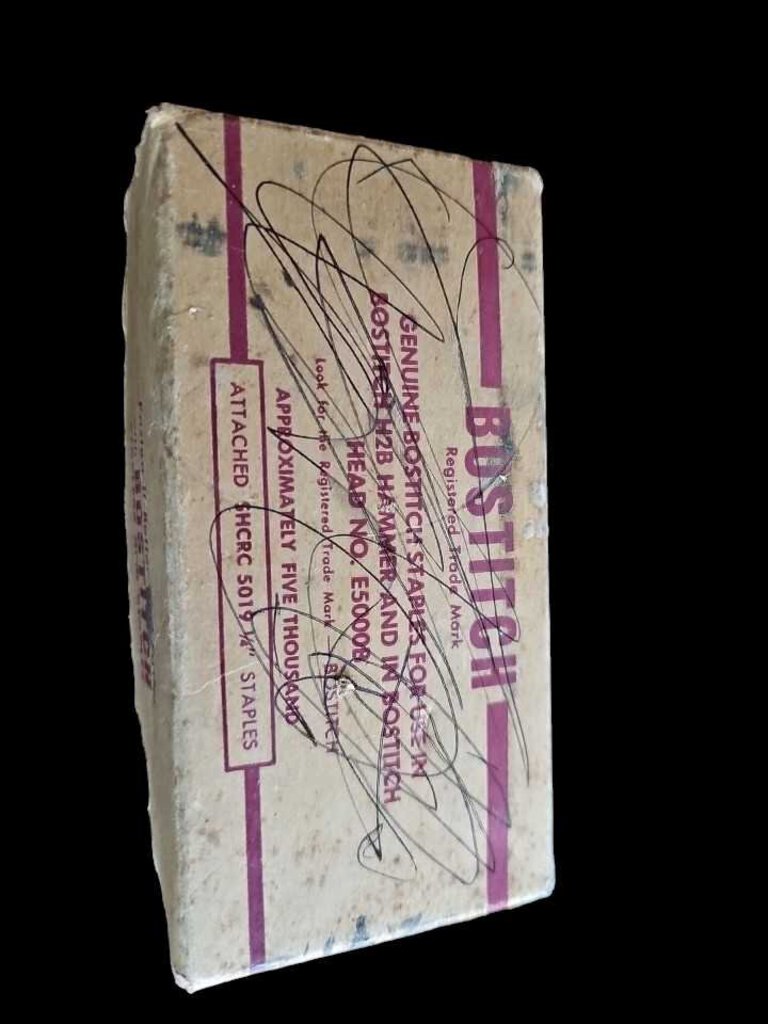 BOSTITCH
Registered Trade Mark
GENUINE BOSTITCH STAPLES FOR USE IN
BOSTITCH H2B HAMMER AND IN BOSTITCH
HEAD NO. E5000B
Look for the Registered Trade Mark — BOSTITCH
APPROXIMATELY FIVE THOUSAND
ATTACHED SHCRC 5019 ¼" STAPLES